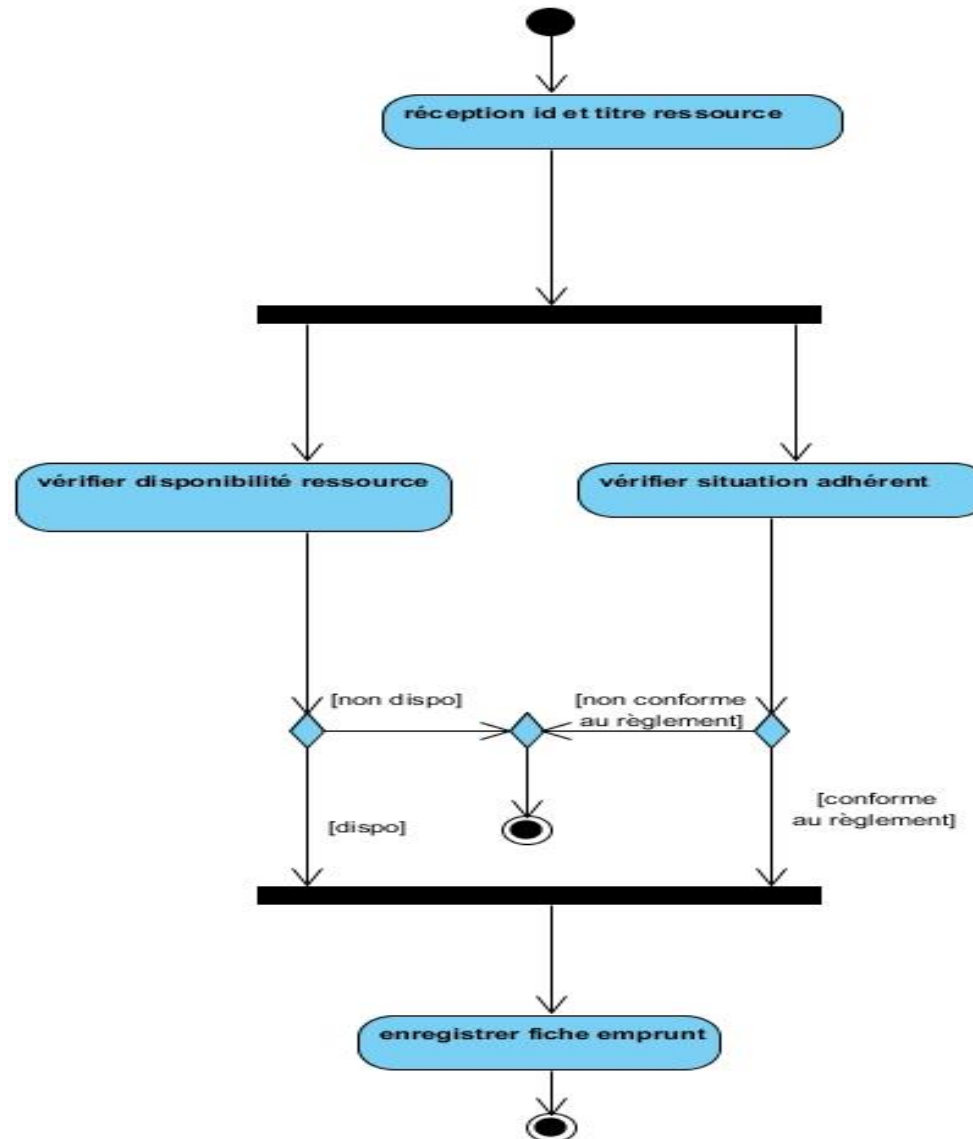 réception id et titre ressource
vérifier disponibilité ressource
vérifier situation adhérent
[non dispo]
[non conforme
au règlement]
[dispo]
[conforme
au règlement]
enregistrer fiche emprunt